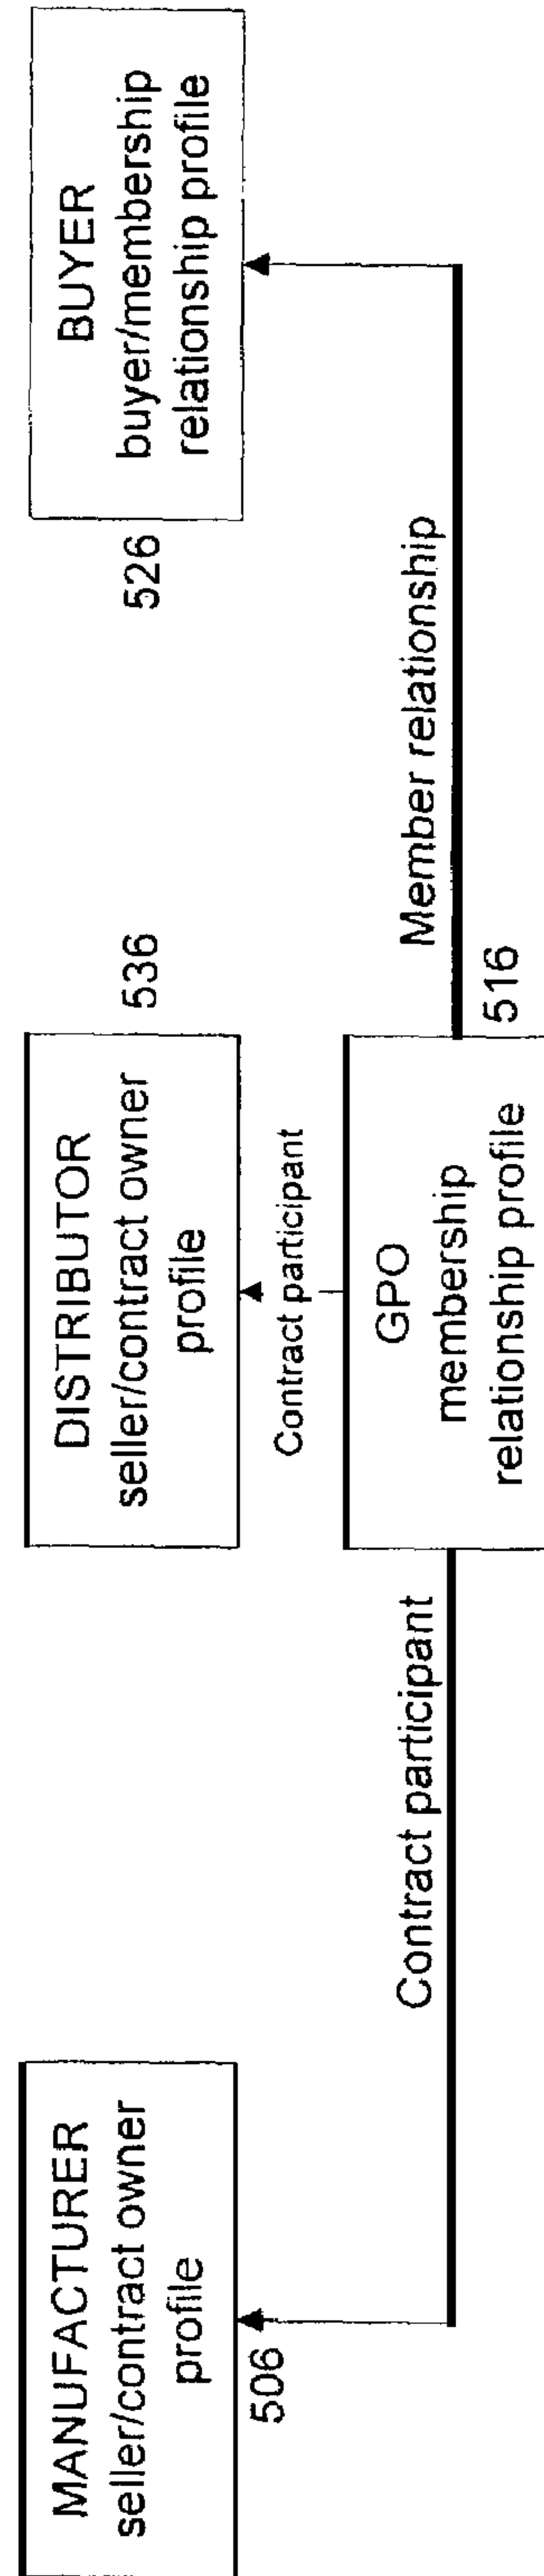 MANUFACTURER
seller/contract owner
profile
506
DISTRIBUTOR
seller/contract owner
profile
536
BUYER
buyer/membership
relationship profile
526
Contract participant
Contract participant
Member relationship
GPO
membership
relationship profile
516